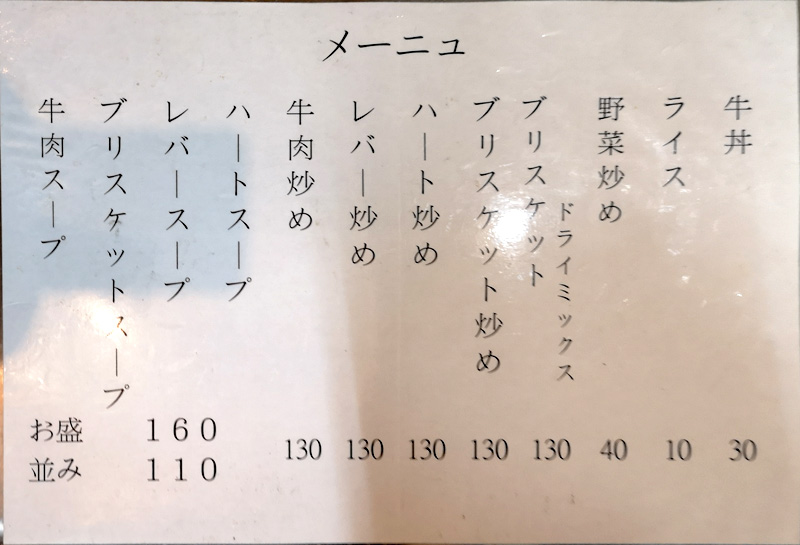 メーニュ
牛丼 30
ライス 10
野菜炒め 40
ブリスケット ドライミックス 130
ブリスケット炒め 130
ハート炒め 130
レバー炒め 130
牛肉炒め 130
ハートスープ
レバースープ
ブリスケットスープ
牛肉スープ
お盛 160
並み 110